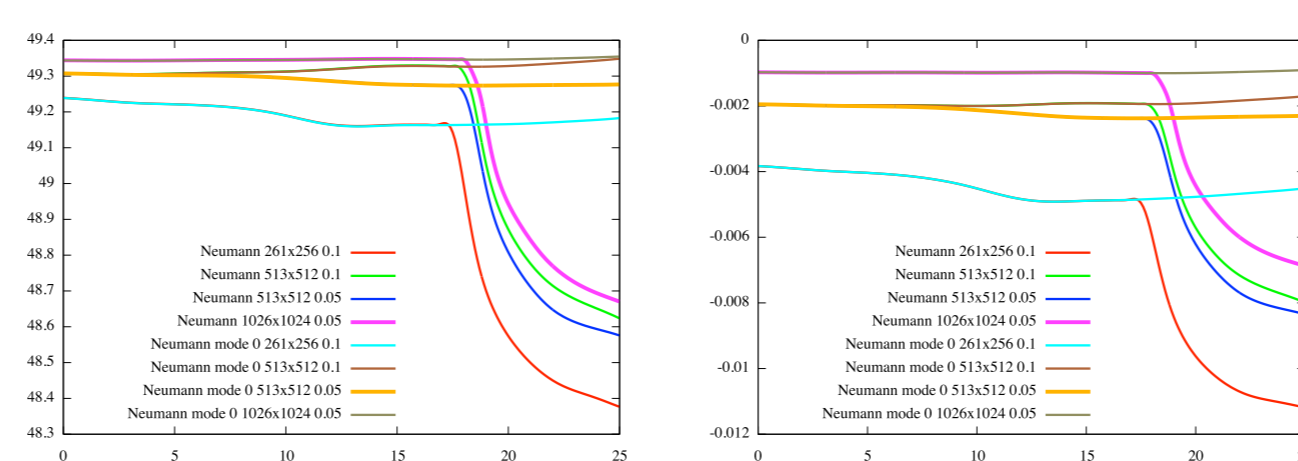 49.4
49.3
49.2
49.1
49
48.9
48.8
48.7
48.6
48.5
48.4
48.3
0 5 10 15 20 25
Neumann 261x256 0.1
Neumann 513x512 0.1
Neumann 513x512 0.05
Neumann 1026x1024 0.05
Neumann mode 0 261x256 0.1
Neumann mode 0 513x512 0.1
Neumann mode 0 513x512 0.05
Neumann mode 0 1026x1024 0.05
0
-0.002
-0.004
-0.006
-0.008
-0.01
-0.012
0 5 10 15 20
Neumann 261x256 0.1
Neumann 513x512 0.1
Neumann 513x512 0.05
Neumann 1026x1024 0.05
Neumann mode 0 261x256 0.1
Neumann mode 0 513x512 0.1
Neumann mode 0 513x512 0.05
Neumann mode 0 1026x1024 0.05